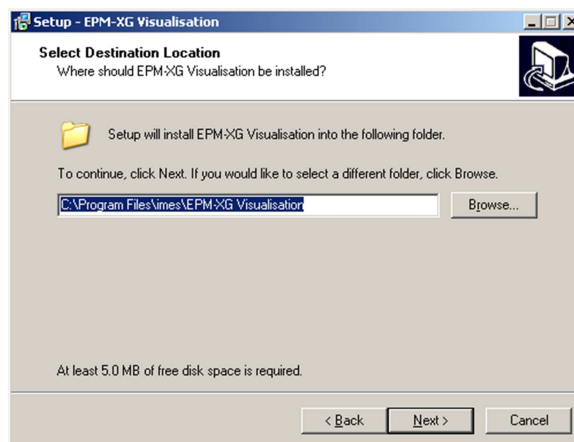 Setup - EPM-XG Visualisation
Select Destination Location
Where should EPM-XG Visualisation be installed?
Setup will install EPM-XG Visualisation into the following folder.
To continue, click Next. If you would like to select a different folder, click Browse.
C:\Program Files\imes\EPM-XG Visualisation
Browse...
At least 5.0 MB of free disk space is required.
< Back
Next >
Cancel